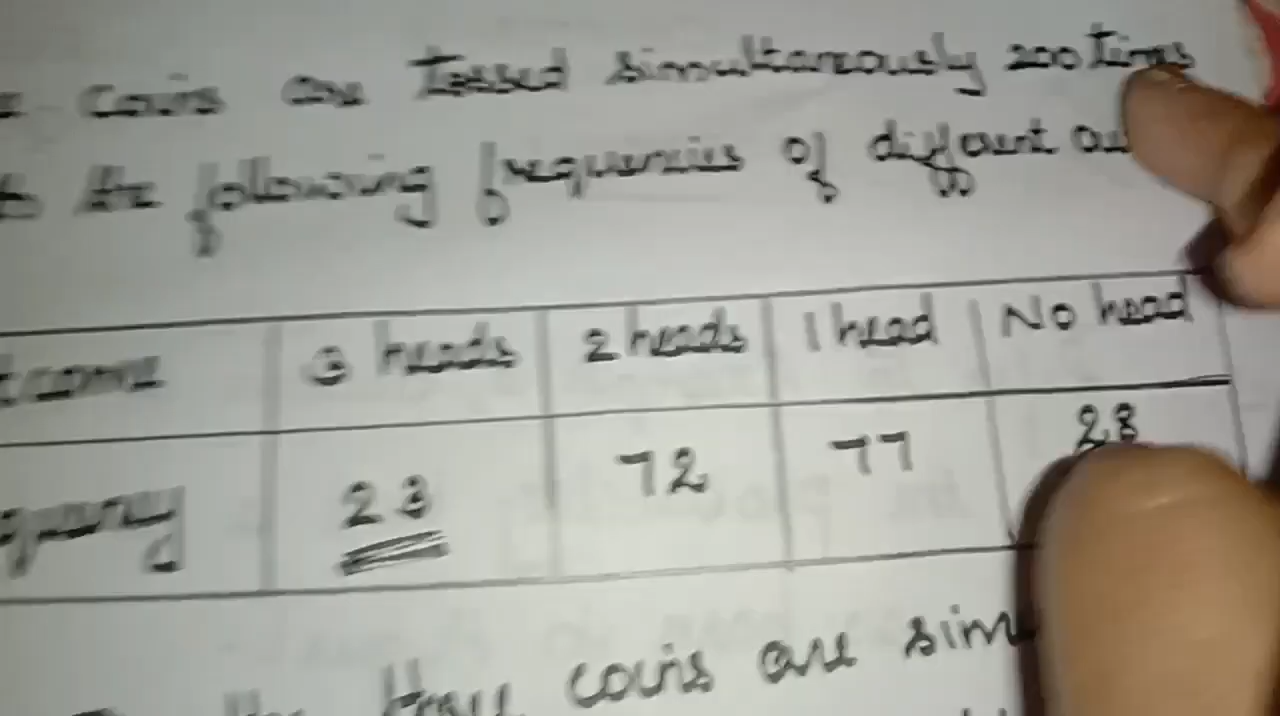 coins are tossed simultaneously 200 times
the following frequencies of different
3 heads 2 heads 1 head No head
23 72 77 28
coins are